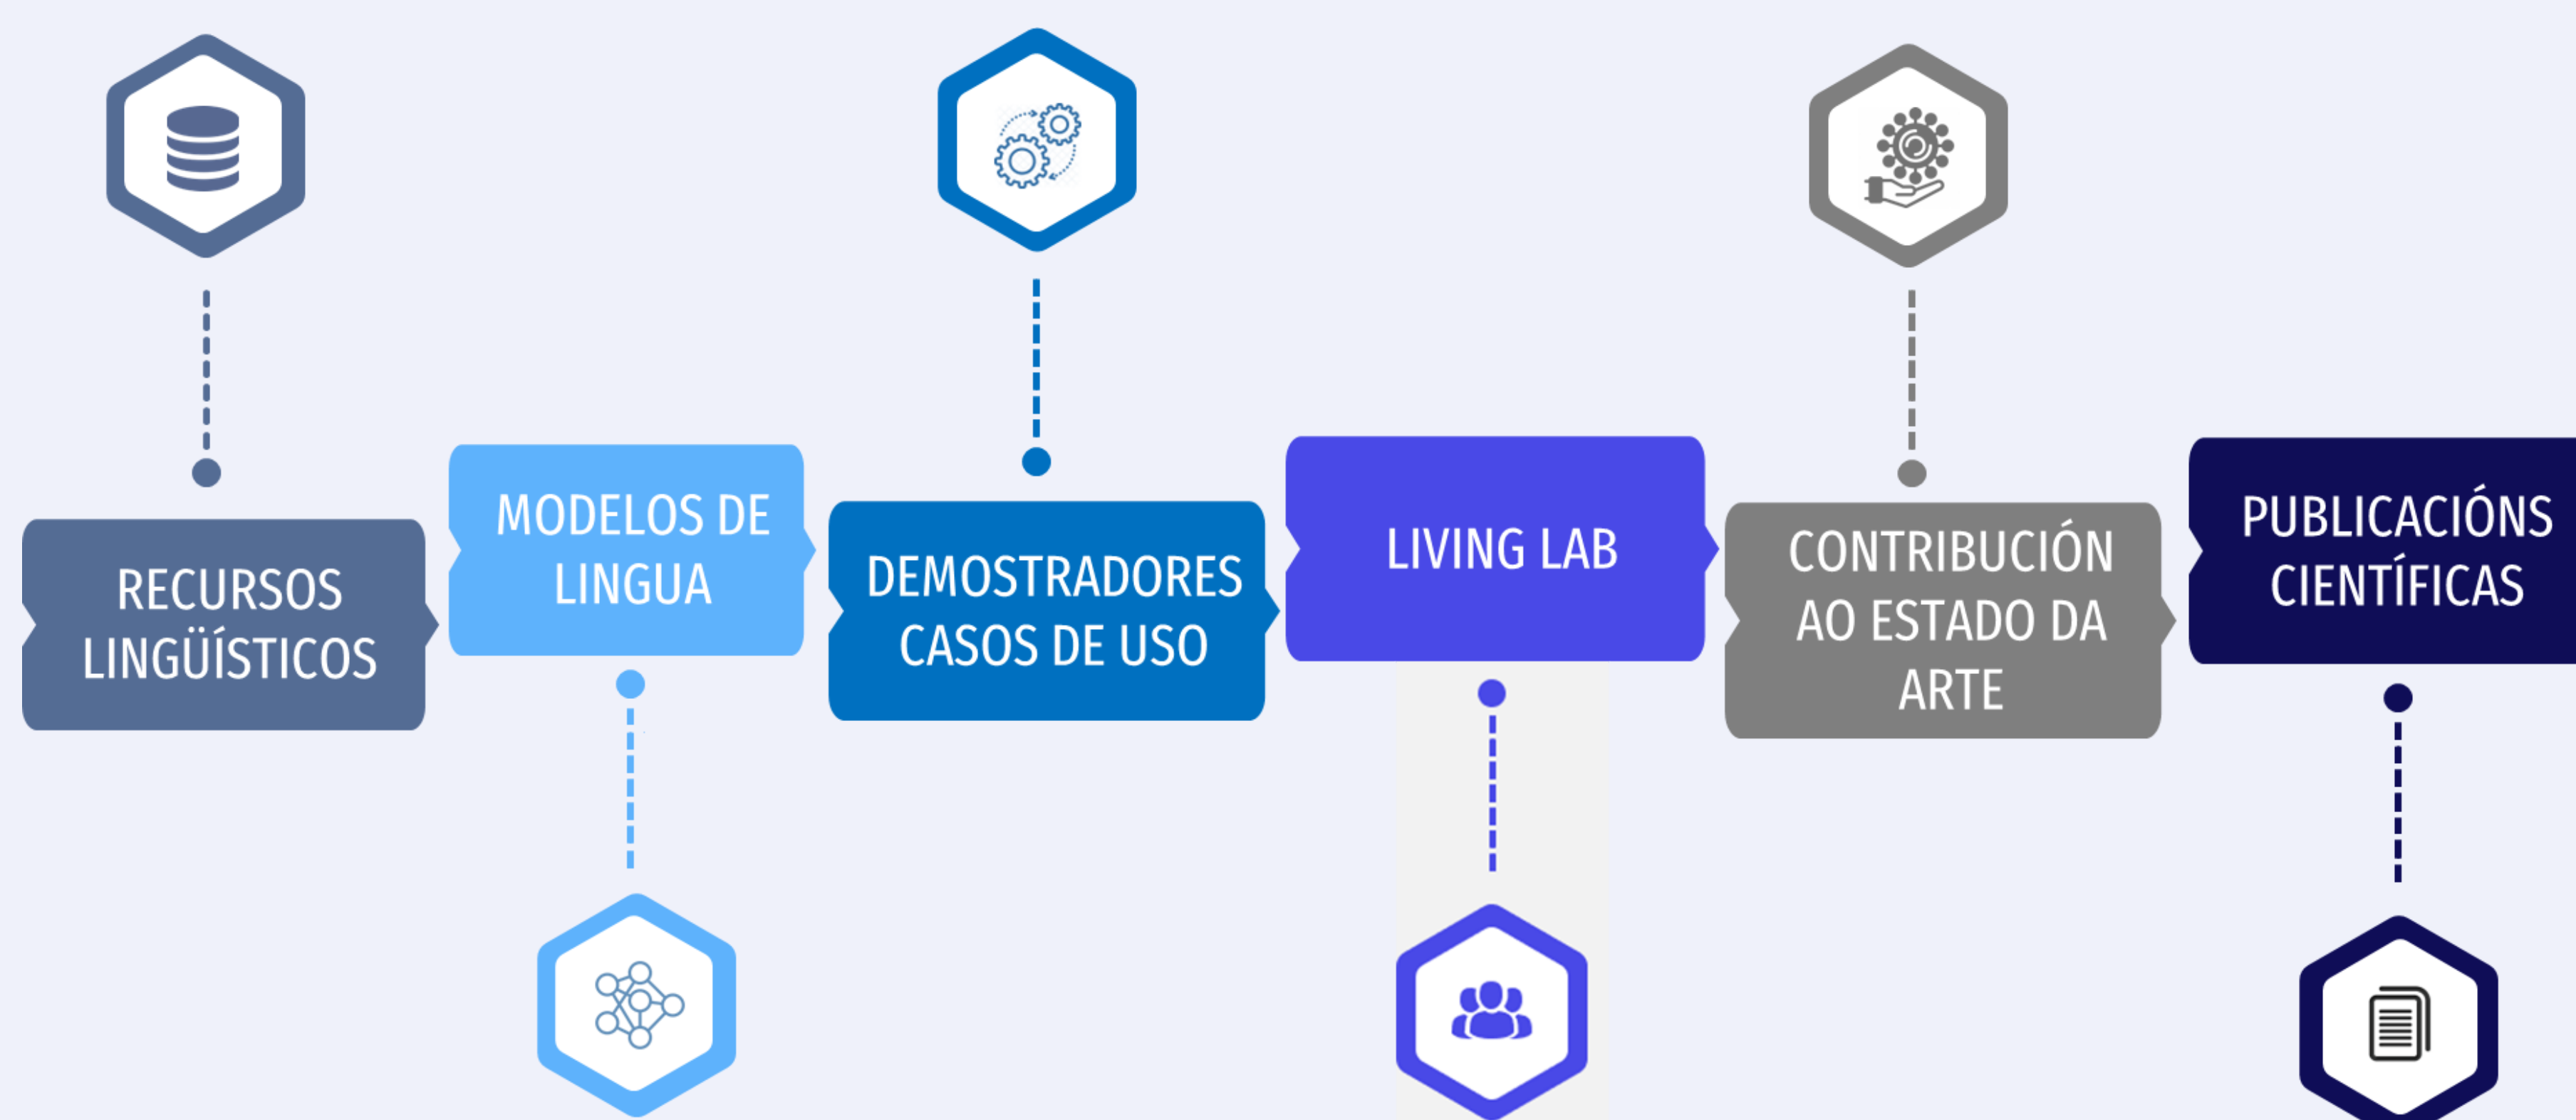 RECURSOS
LINGÜÍSTICOS
MODELOS DE
LINGUA
DEMOSTRADORES
CASOS DE USO
LIVING LAB
CONTRIBUCIÓN
AO ESTADO DA
ARTE
PUBLICACIÓNS
CIENTÍFICAS